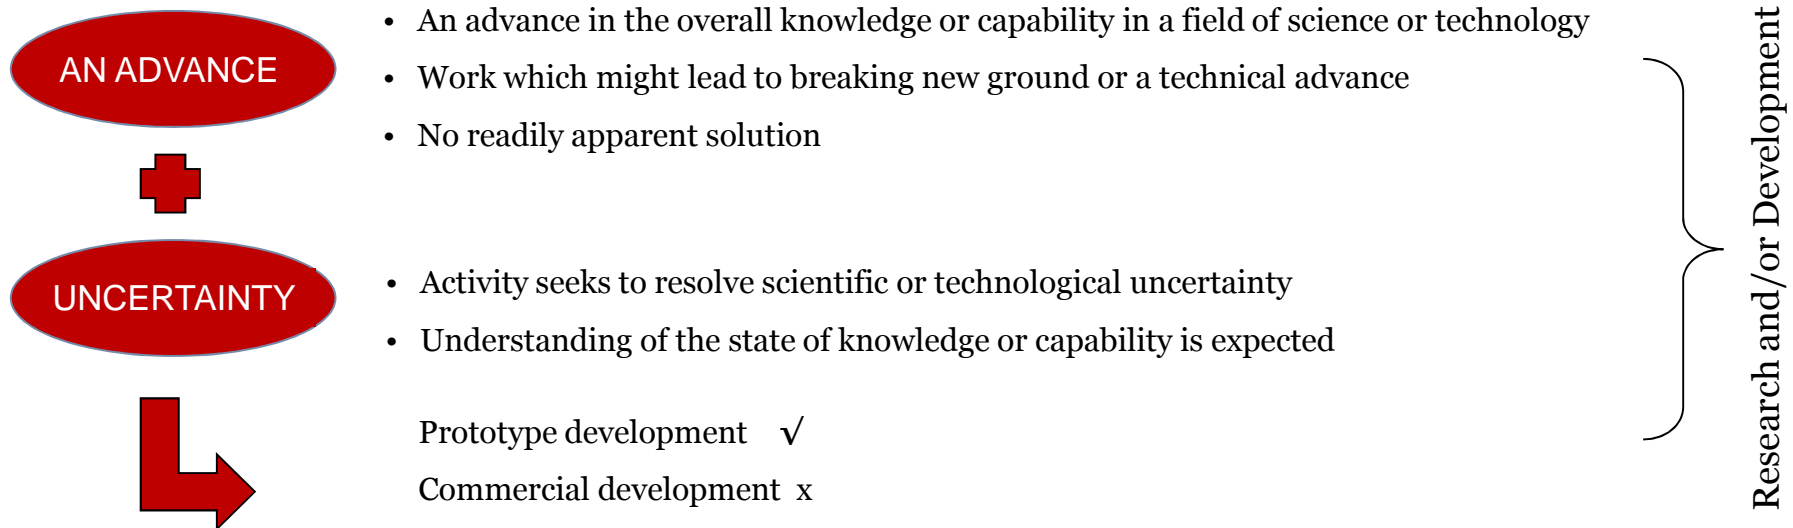 AN ADVANCE
• An advance in the overall knowledge or capability in a field of science or technology
• Work which might lead to breaking new ground or a technical advance
• No readily apparent solution
UNCERTAINTY
• Activity seeks to resolve scientific or technological uncertainty
• Understanding of the state of knowledge or capability is expected
Prototype development √
Commercial development x
Research and/or Development